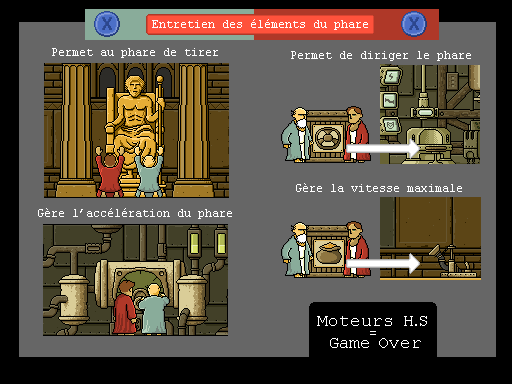 X Entretien des éléments du phare X
Permet au phare de tirer
Permet de diriger le phare
Gère l'accélération du phare
Gère la vitesse maximale
Moteurs H.S
=
Game Over